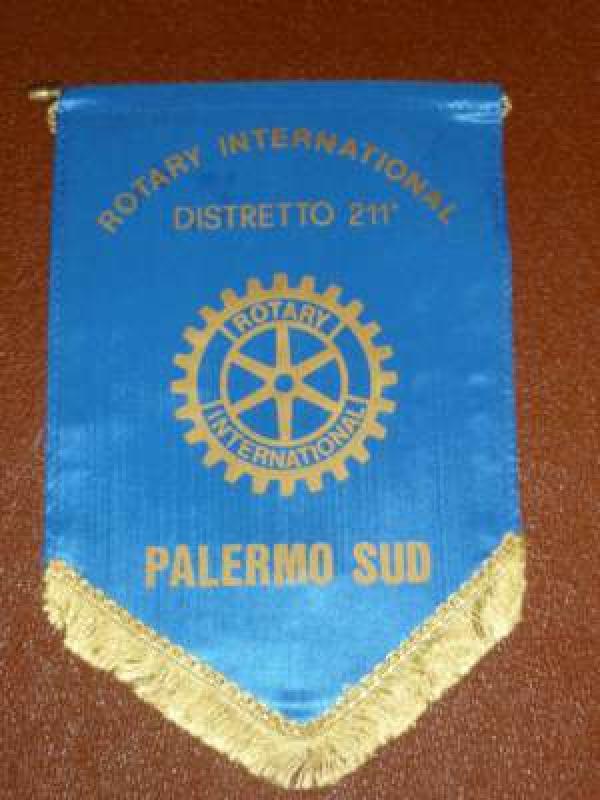 ROTARY INTERNATIONAL
DISTRETTO 211°
ROTARY
INTERNATIONAL
PALERMO SUD